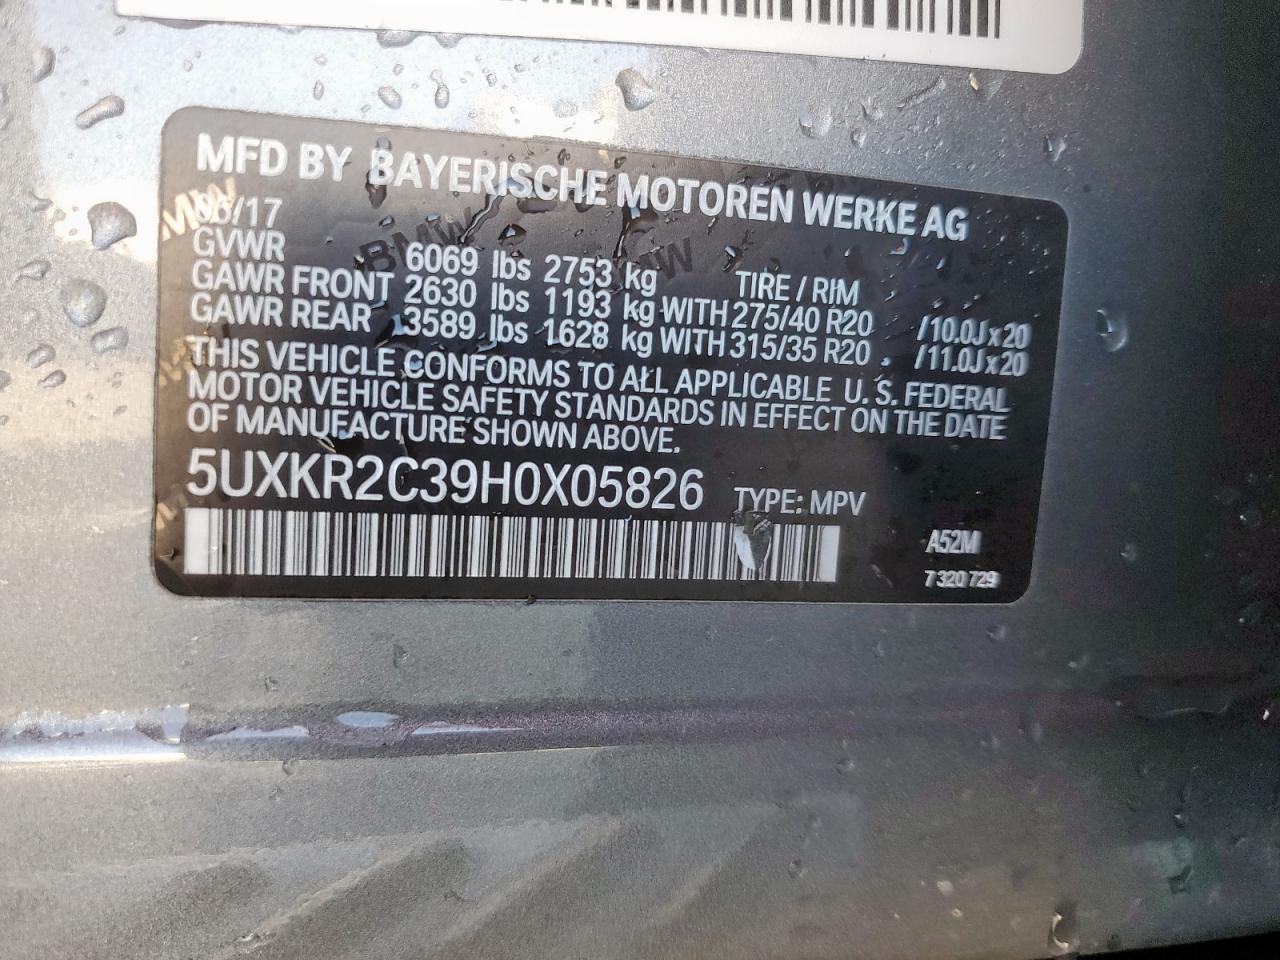 MFD BY BAYERISCHE MOTOREN WERKE AG
GVWR 6069 lbs 2753 kg TIRE / RIM
GAWR FRONT 2630 lbs 1193 kg WITH 275/40 R20 /10.0J x 20
GAWR REAR 3589 lbs 1628 kg WITH 315/35 R20 /11.0J x 20
THIS VEHICLE CONFORMS TO ALL APPLICABLE U. S. FEDERAL
MOTOR VEHICLE SAFETY STANDARDS IN EFFECT ON THE DATE
OF MANUFACTURE SHOWN ABOVE.
5UXKR2C39H0X05826 TYPE: MPV
A52M
7 320 729